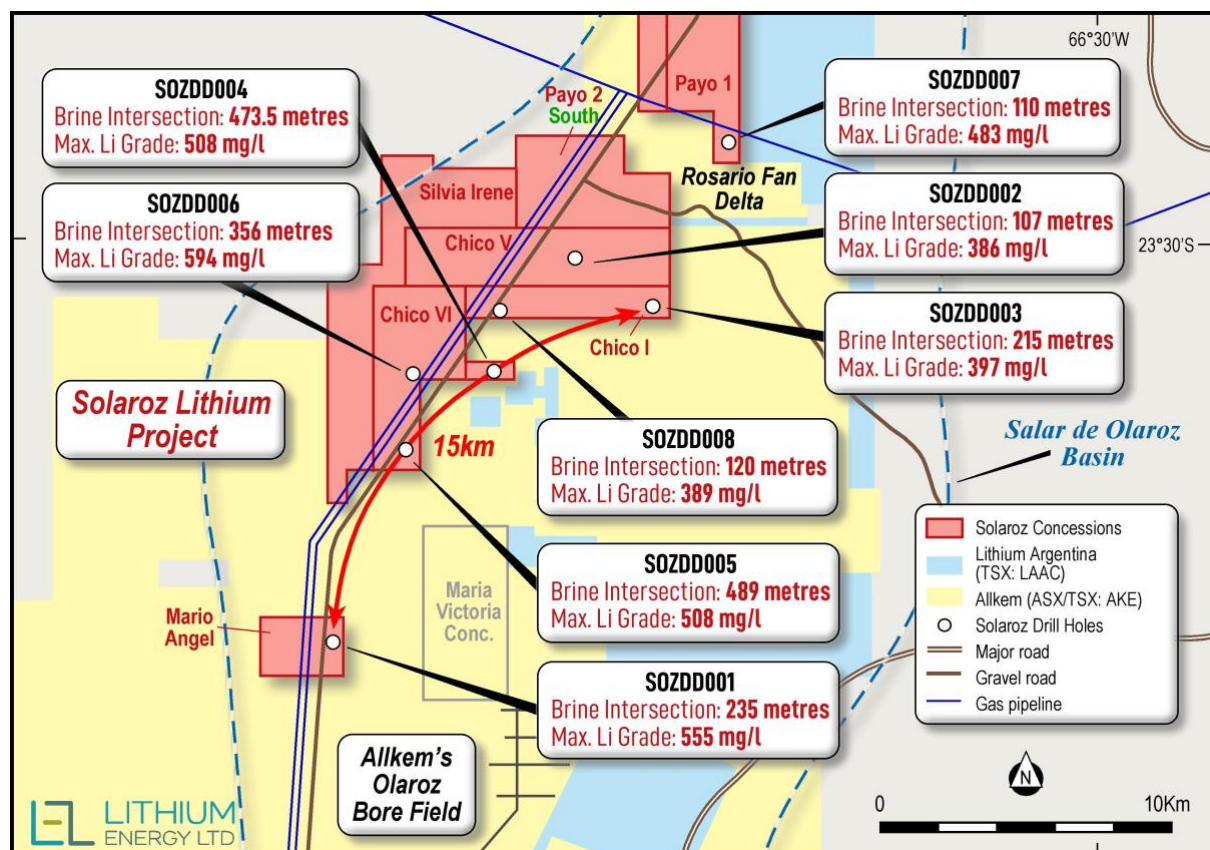 66°30'W
SOZDD004
Brine Intersection: 473.5 metres
Max. Li Grade: 508 mg/l
SOZDD007
Brine Intersection: 110 metres
Max. Li Grade: 483 mg/l
Payo 1
Payo 2
South
Rosario Fan
Delta
Silvia Irene
SOZDD006
Brine Intersection: 356 metres
Max. Li Grade: 594 mg/l
SOZDD002
Brine Intersection: 107 metres
Max. Li Grade: 386 mg/l
Chico V
23°30'S
Chico VI
Chico I
SOZDD003
Brine Intersection: 215 metres
Max. Li Grade: 397 mg/l
Solaroz Lithium
Project
15km
SOZDD008
Brine Intersection: 120 metres
Max. Li Grade: 389 mg/l
Salar de Olaroz
Basin
SOZDD005
Brine Intersection: 489 metres
Max. Li Grade: 508 mg/l
Maria
Victoria
Conc.
Mario
Angel
SOZDD001
Brine Intersection: 235 metres
Max. Li Grade: 555 mg/l
Solaroz Concessions
Lithium Argentina
(TSX: LAAC)
Allkem (ASX/TSX: AKE)
Solaroz Drill Holes
Major road
Gravel road
Gas pipeline
Allkem's
Olaroz
Bore Field
N
0 10Km
LEL LITHIUM
ENERGY LTD